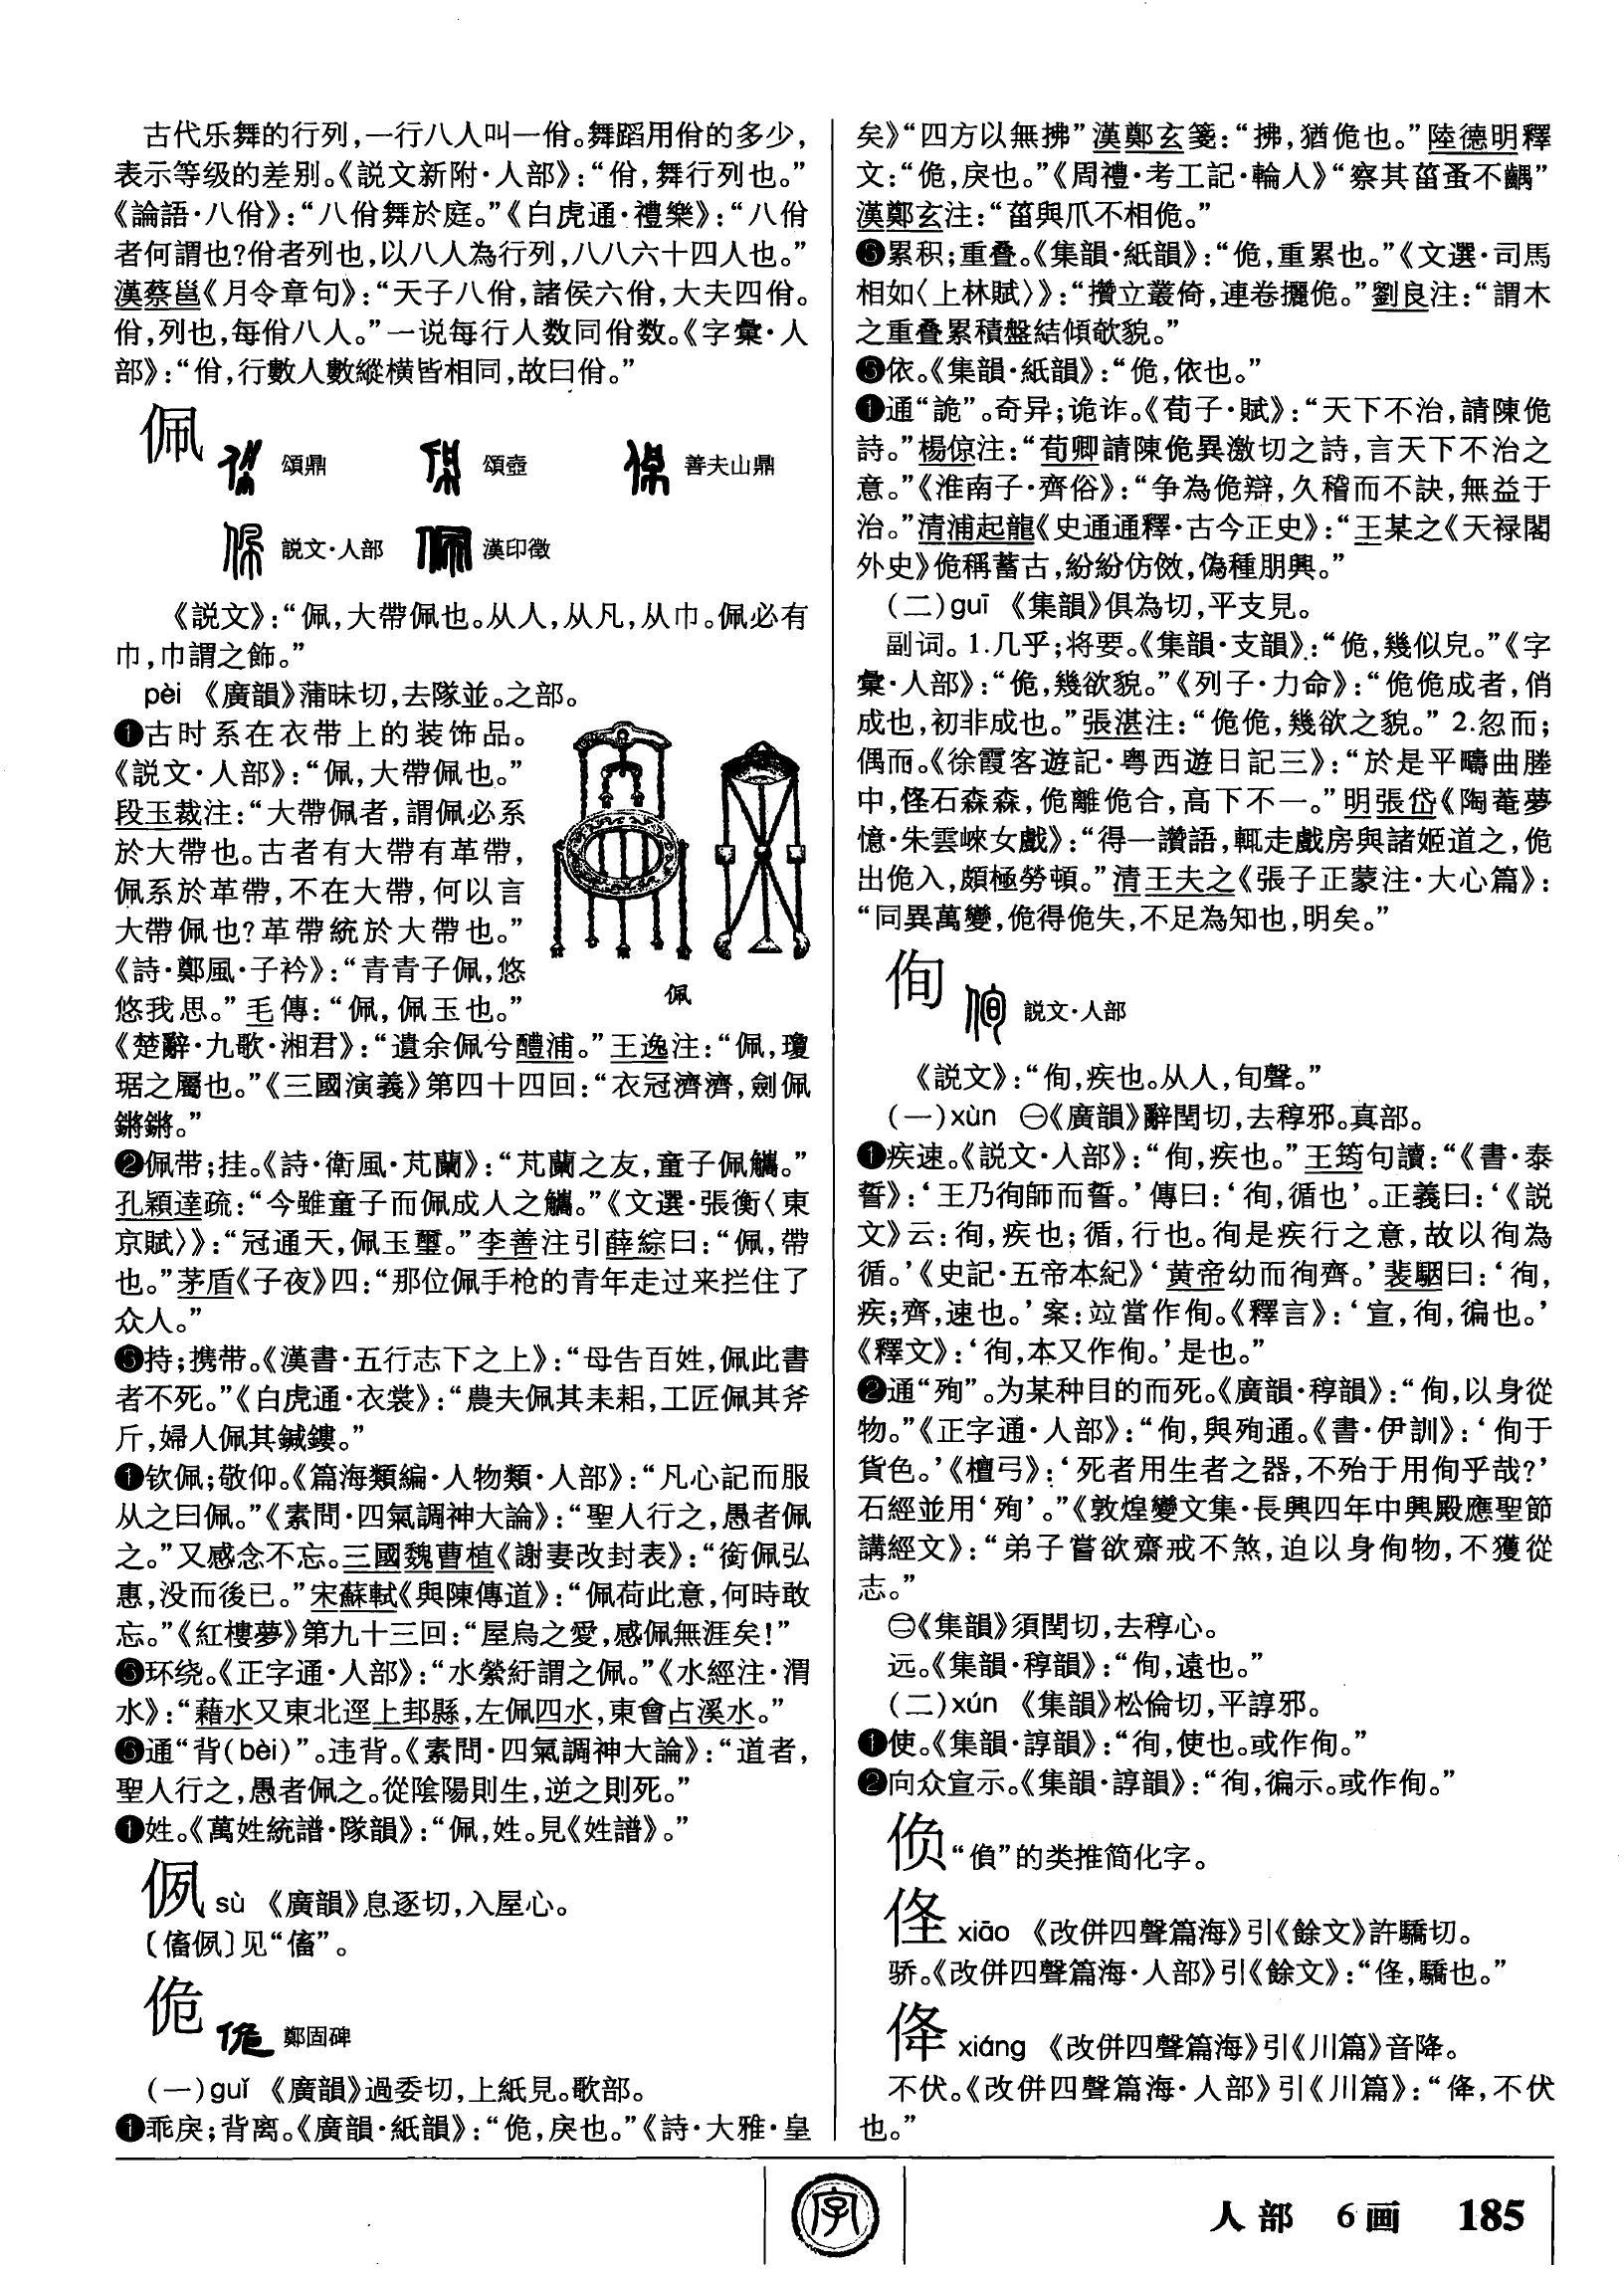 古代乐舞的行列,一行八人叫一佾。舞蹈用佾的多少,
表示等级的差别。《説文新附·人部》:“佾,舞行列也。”
《論語·八佾》:“八佾舞於庭。”《白虎通·禮樂》:“八佾
者何謂也?佾者列也,以八人為行列,八八六十四人也。”
漢蔡邕《月令章句》:“天子八佾,諸侯六佾,大夫四佾。
佾,列也,每佾八人。”一说每行人数同佾数。《字彙·人
部》:“佾,行數人數縱横皆相同,故曰佾。”
佩 頌鼎 頌壺 善夫山鼎
説文·人部 漢印徵
《説文》:“佩,大帶佩也。从人,从凡,从巾。佩必有
巾,巾謂之飾。”
pèi 《廣韻》蒲昧切,去隊並。之部。
❶古时系在衣带上的装饰品。
《説文·人部》:“佩,大帶佩也。”
段玉裁注:“大帶佩者,謂佩必系
於大帶也。古者有大帶有革帶,
佩系於革帶,不在大帶,何以言
大帶佩也?革帶統於大帶也。”
《詩·鄭風·子衿》:“青青子佩,悠
悠我思。”毛傳:“佩,佩玉也。”
佩
《楚辭·九歌·湘君》:“遺余佩兮醴浦。”王逸注:“佩,瓊
琚之屬也。”《三國演義》第四十四回:“衣冠濟濟,劍佩
鏘鏘。”
❷佩带;挂。《詩·衛風·芃蘭》:“芃蘭之友,童子佩觿。”
孔穎達疏:“今雖童子而佩成人之觿。”《文選·張衡〈東
京賦〉》:“冠通天,佩玉璽。”李善注引薛綜曰:“佩,帶
也。”茅盾《子夜》四:“那位佩手枪的青年走过来拦住了
众人。”
❸持;携带。《漢書·五行志下之上》:“母告百姓,佩此書
者不死。”《白虎通·衣裳》:“農夫佩其耒耜,工匠佩其斧
斤,婦人佩其鍼鏤。”
❹钦佩;敬仰。《篇海類編·人物類·人部》:“凡心記而服
从之曰佩。”《素問·四氣調神大論》:“聖人行之,愚者佩
之。”又感念不忘。三國魏曹植《謝妻改封表》:“銜佩弘
惠,没而後已。”宋蘇軾《與陳傳道》:“佩荷此意,何時敢
忘。”《紅樓夢》第九十三回:“屋烏之愛,感佩無涯矣!”
❺环绕。《正字通·人部》:“水縈紆謂之佩。”《水經注·渭
水》:“藉水又東北逕上邽縣,左佩四水,東會占溪水。”
❻通“背(bèi)”。违背。《素問·四氣調神大論》:“道者,
聖人行之,愚者佩之。從陰陽則生,逆之則死。”
❼姓。《萬姓統譜·隊韻》:“佩,姓。見《姓譜》。”
㑉 sù 《廣韻》息逐切,入屋心。
〔㑤㑉〕见“㑤”。
佹 鄭固碑
(一)guǐ 《廣韻》過委切,上紙見。歌部。
❶乖戾;背离。《廣韻·紙韻》:“佹,戾也。”《詩·大雅·皇
矣》“四方以無拂”漢鄭玄箋:“拂,猶佹也。”陸德明釋
文:“佹,戾也。”《周禮·考工記·輪人》“察其菑蚤不齵”
漢鄭玄注:“菑與爪不相佹。”
❷累积;重叠。《集韻·紙韻》:“佹,重累也。”《文選·司馬
相如〈上林賦〉》:“攢立叢倚,連卷欐佹。”劉良注:“謂木
之重叠累積盤結傾欹貌。”
❸依。《集韻·紙韻》:“佹,依也。”
❹通“詭”。奇异;诡诈。《荀子·賦》:“天下不治,請陳佹
詩。”楊倞注:“荀卿請陳佹異激切之詩,言天下不治之
意。”《淮南子·齊俗》:“争為佹辯,久稽而不訣,無益于
治。”清浦起龍《史通通釋·古今正史》:“王某之《天禄閣
外史》佹稱蓄古,紛紛仿傚,偽種朋興。”
(二)guī 《集韻》俱為切,平支見。
副词。1.几乎;将要。《集韻·支韻》:“佹,幾似皃。”《字
彙·人部》:“佹,幾欲貌。”《列子·力命》:“佹佹成者,俏
成也,初非成也。”張湛注:“佹佹,幾欲之貌。” 2.忽而;
偶而。《徐霞客遊記·粤西遊日記三》:“於是平疇曲塍
中,怪石森森,佹離佹合,高下不一。”明張岱《陶菴夢
憶·朱雲崍女戲》:“得一讚語,輒走戲房與諸姬道之,佹
出佹入,頗極勞頓。”清王夫之《張子正蒙注·大心篇》:
“同異萬變,佹得佹失,不足為知也,明矣。”
侚 説文·人部
《説文》:“侚,疾也。从人,旬聲。”
(一)xùn ㊀《廣韻》辭閏切,去稕邪。真部。
❶疾速。《説文·人部》:“侚,疾也。”王筠句讀:“《書·泰
誓》:‘王乃徇師而誓。’傳曰:‘徇,循也’。正義曰:‘《説
文》云:徇,疾也;循,行也。徇是疾行之意,故以徇為
循。’《史記·五帝本紀》‘黄帝幼而徇齊。’裴駰曰:‘徇,
疾;齊,速也。’案:竝當作侚。《釋言》:‘宣,徇,徧也。’
《釋文》:‘徇,本又作侚。’是也。”
❷通“殉”。为某种目的而死。《廣韻·稕韻》:“侚,以身從
物。”《正字通·人部》:“侚,與殉通。《書·伊訓》:‘侚于
貨色。’《檀弓》:‘死者用生者之器,不殆于用侚乎哉?’
石經並用‘殉’。”《敦煌變文集·長興四年中興殿應聖節
講經文》:“弟子嘗欲齋戒不煞,迫以身侚物,不獲從
志。”
㊁《集韻》須閏切,去稕心。
远。《集韻·稕韻》:“侚,遠也。”
(二)xún 《集韻》松倫切,平諄邪。
❶使。《集韻·諄韻》:“徇,使也。或作侚。”
❷向众宣示。《集韻·諄韻》:“徇,徧示。或作侚。”
“偩”的类推简化字。
xiāo 《改併四聲篇海》引《餘文》許驕切。
骄。《改併四聲篇海·人部》引《餘文》:“,驕也。”
xiáng 《改併四聲篇海》引《川篇》音降。
不伏。《改併四聲篇海·人部》引《川篇》:“,不伏
也。”
字 人部 6画 185